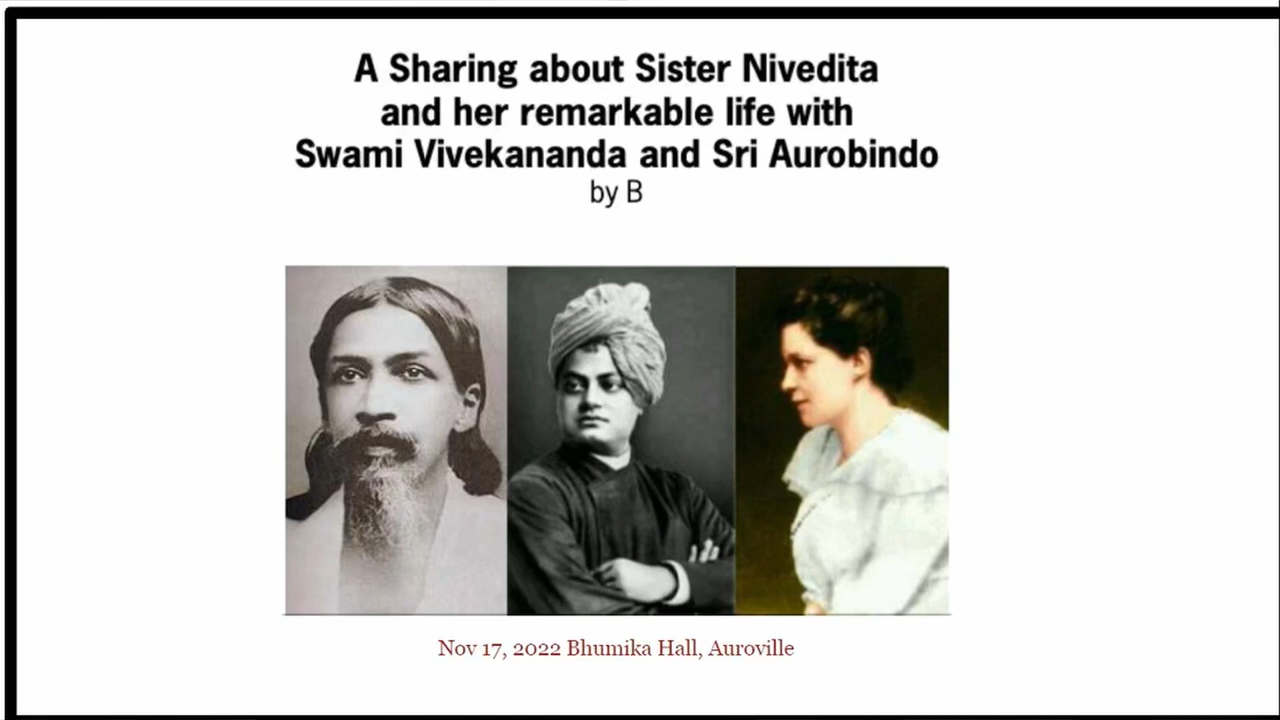 A Sharing about Sister Nivedita
and her remarkable life with
Swami Vivekananda and Sri Aurobindo
by B
Nov 17, 2022 Bhumika Hall, Auroville